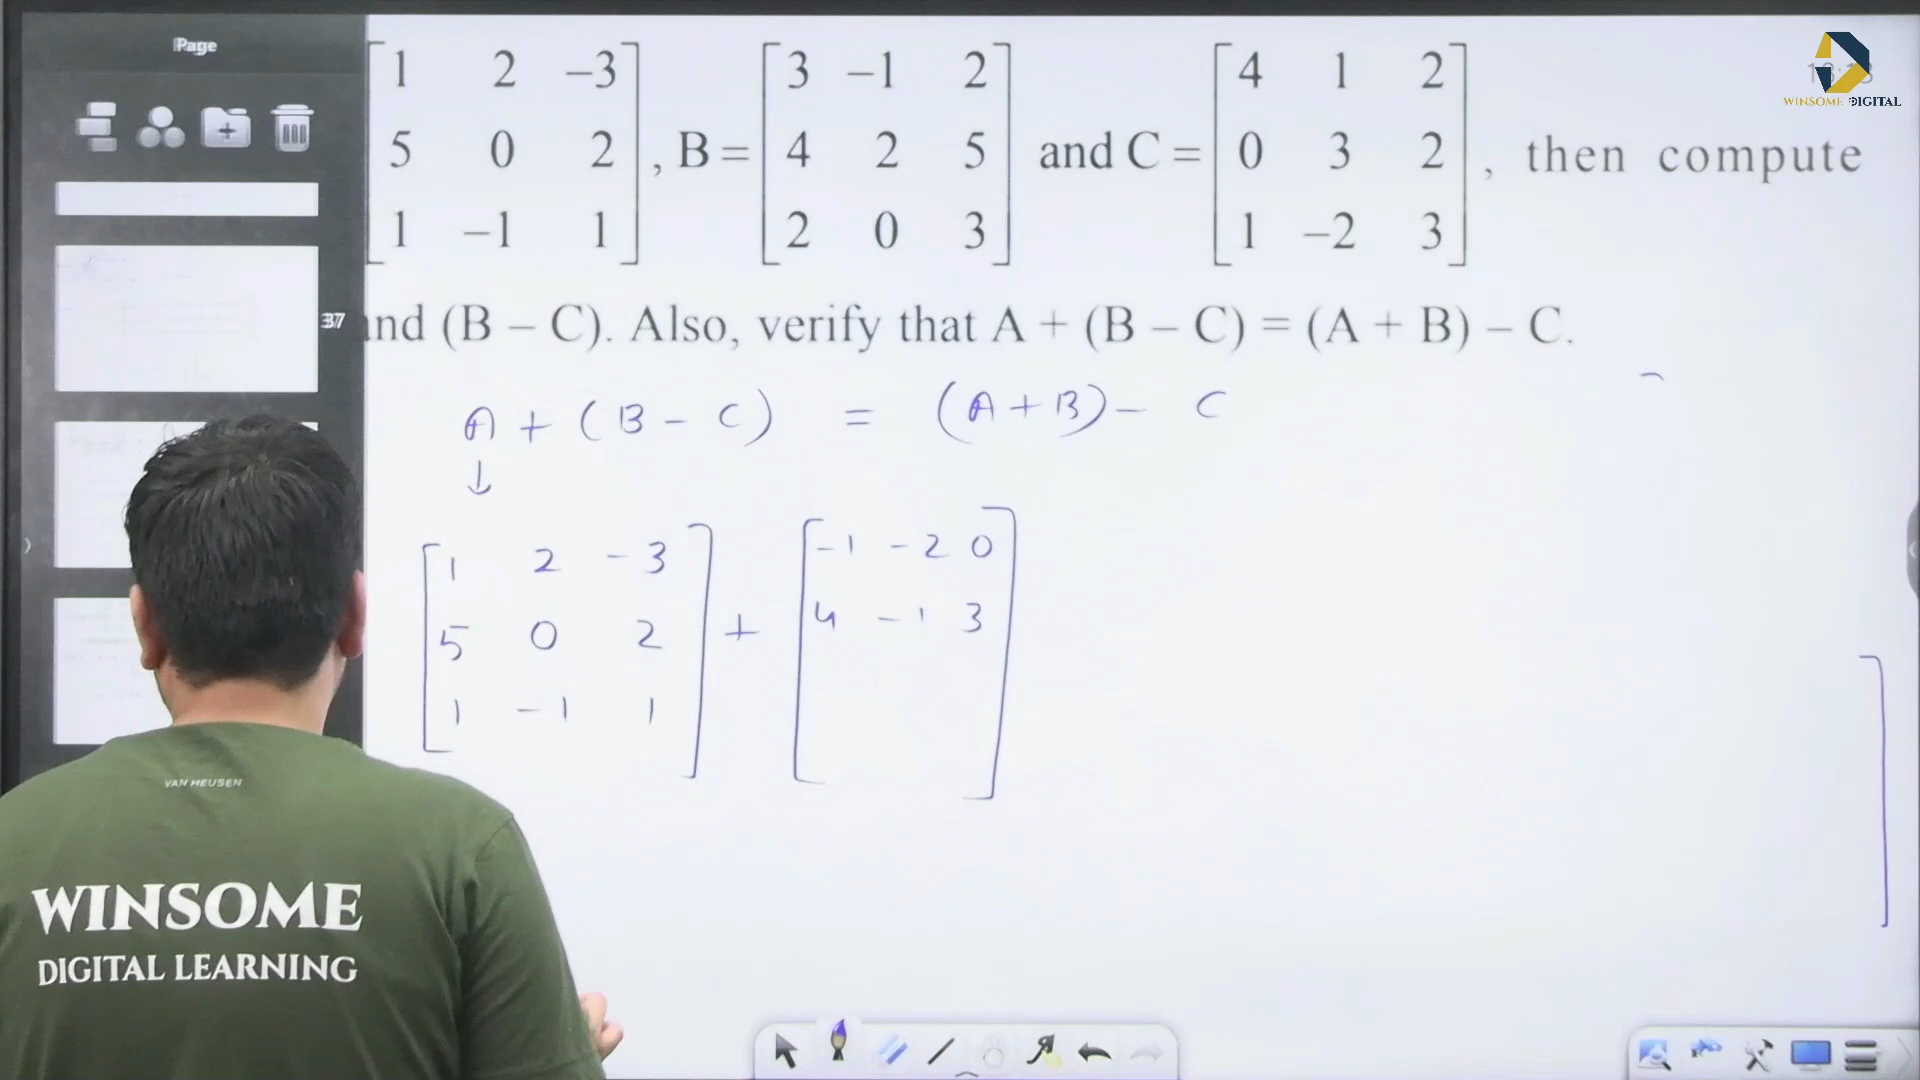 Page
1 2 –3
5 0 2
1 –1 1
, B =
3 –1 2
4 2 5
2 0 3
and C =
4 1 2
0 3 2
1 –2 3
, then compute
WINSOME DIGITAL
37
and (B – C). Also, verify that A + (B – C) = (A + B) – C.
A + (B - C) = (A + B) - C
↓
1 2 -3
5 0 2
1 -1 1
+
-1 -2 0
4 -1 3
VAN HEUSEN
WINSOME
DIGITAL LEARNING